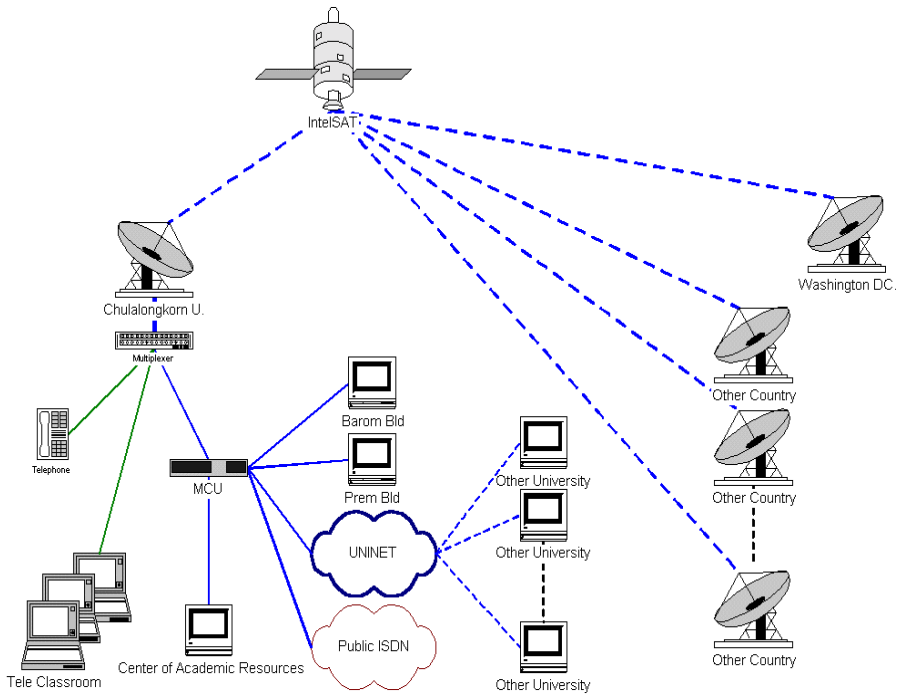 IntelSAT
Chulalongkorn U.
Washington DC.
Multiplexer
Other Country
Barom Bld
Telephone
Other University
MCU
Prem Bld
Other Country
UNINET
Other University
Public ISDN
Center of Academic Resources
Other Country
Tele Classroom
Other University